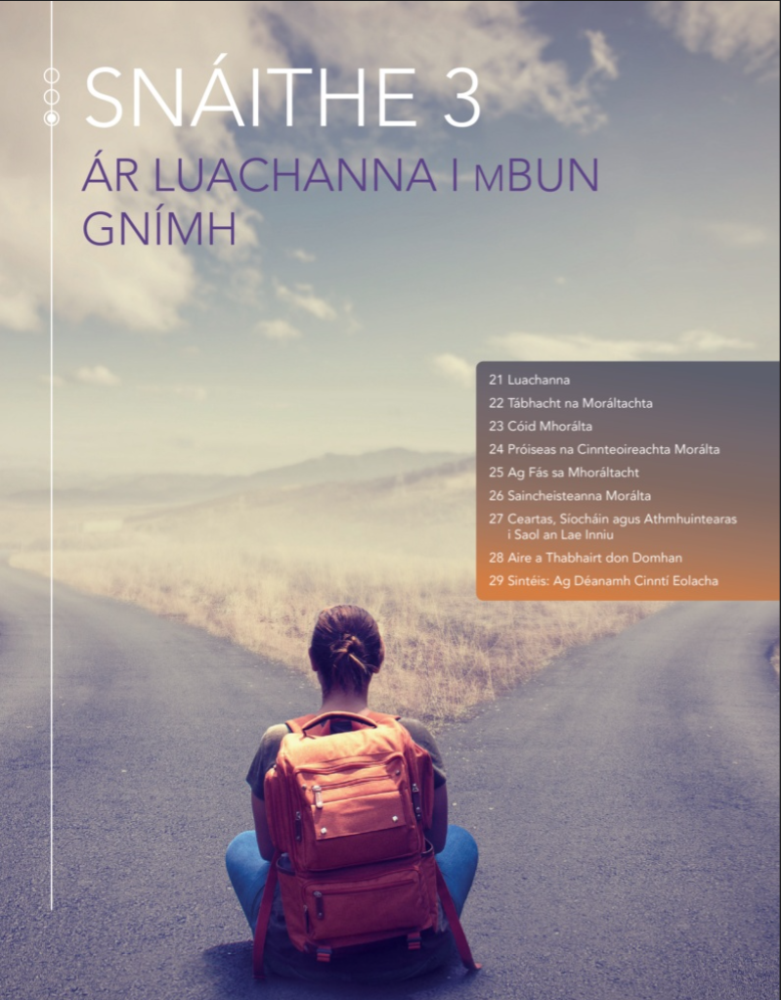 SNÁITHE 3
ÁR LUACHANNA I MBUN
GNÍMH
21 Luachanna
22 Tábhacht na Moráltachta
23 Cóid Mhorálta
24 Próiseas na Cinnteoireachta Morálta
25 Ag Fás sa Mhoráltacht
26 Saincheisteanna Morálta
27 Ceartas, Síocháin agus Athmhuintearas
i Saol an Lae Inniu
28 Aire a Thabhairt don Domhan
29 Sintéis: Ag Déanamh Cinntí Eolacha